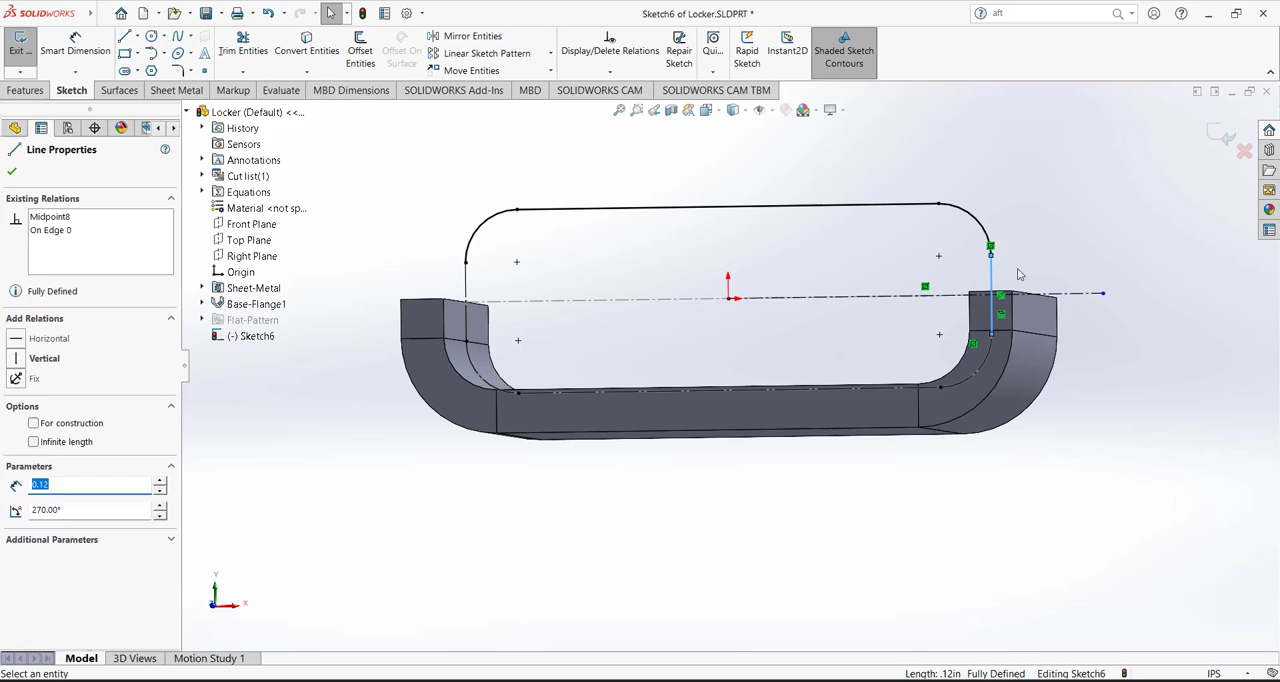 SOLIDWORKS
Sketch6 of Locker.SLDPRT *
aft
Exit ...
Smart Dimension
Trim Entities
Convert Entities
Offset Entities
Offset On Surface
Mirror Entities
Linear Sketch Pattern
Move Entities
Display/Delete Relations
Repair Sketch
Qui...
Rapid Sketch
Instant2D
Shaded Sketch Contours
Features
Sketch
Surfaces
Sheet Metal
Markup
Evaluate
MBD Dimensions
SOLIDWORKS Add-Ins
MBD
SOLIDWORKS CAM
SOLIDWORKS CAM TBM
Line Properties
Existing Relations
Midpoint8
On Edge 0
Fully Defined
Add Relations
Horizontal
Vertical
Fix
Options
For construction
Infinite length
Parameters
0.12
270.00°
Additional Parameters
Locker (Default) <<...
History
Sensors
Annotations
Cut list(1)
Equations
Material <not sp...
Front Plane
Top Plane
Right Plane
Origin
Sheet-Metal
Base-Flange1
Flat-Pattern
(-) Sketch6
Y
X
Model
3D Views
Motion Study 1
Select an entity
Length: .12in Fully Defined Editing Sketch6
IPS